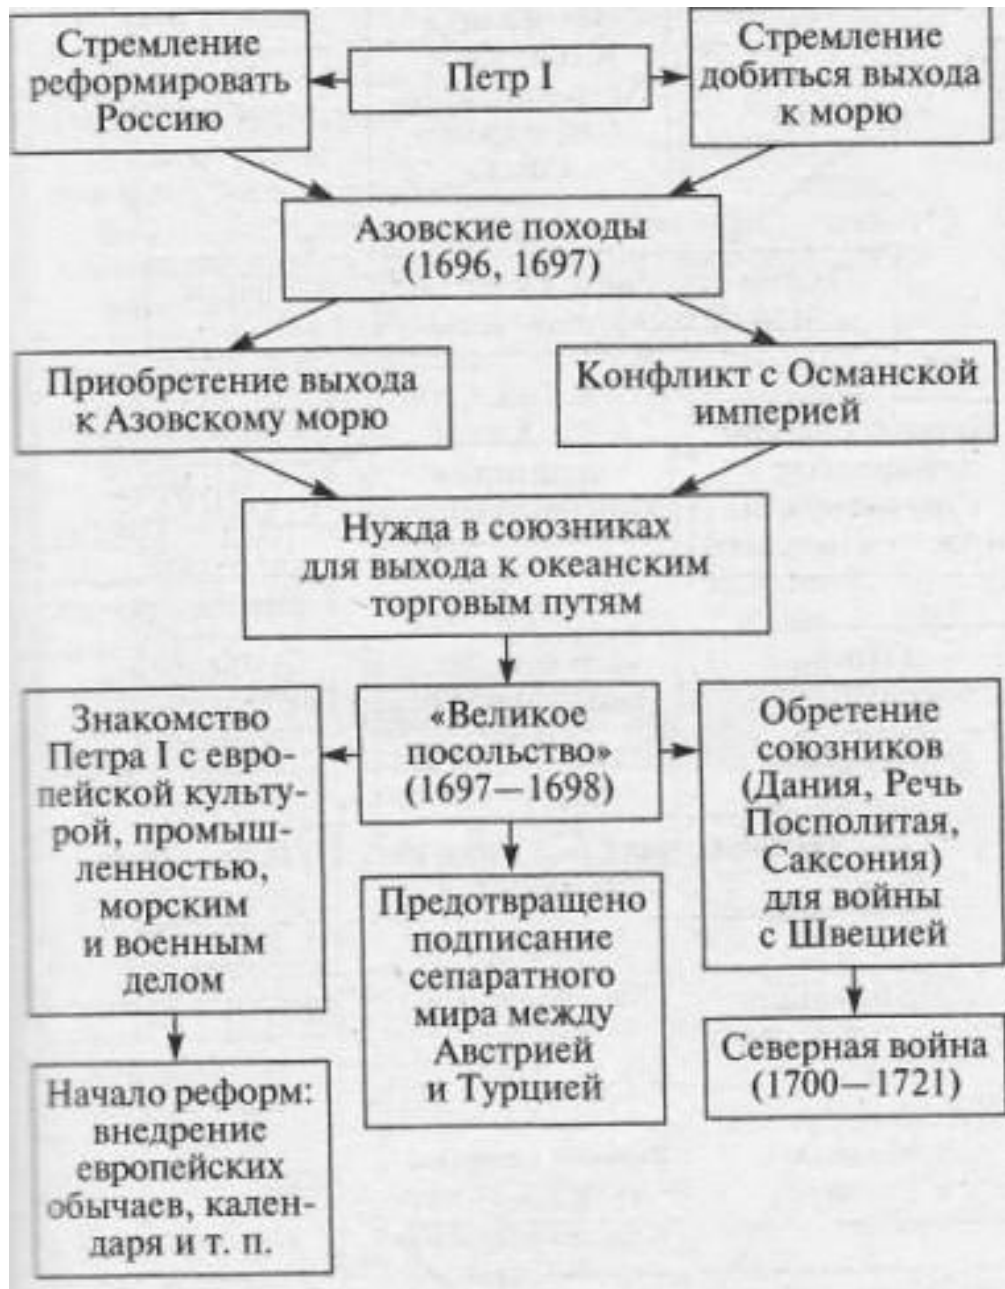 Стремление
реформировать
Россию
Петр I
Стремление
добиться выхода
к морю
Азовские походы
(1696, 1697)
Приобретение выхода
к Азовскому морю
Конфликт с Османской
империей
Нужда в союзниках
для выхода к океанским
торговым путям
Знакомство
Петра I с евро-
пейской культу-
рой, промыш-
ленностью,
морским
и военным
делом
«Великое
посольство»
(1697—1698)
Обретение
союзников
(Дания, Речь
Посполитая,
Саксония)
для войны
с Швецией
Предотвращено
подписание
сепаратного
мира между
Австрией
и Турцией
Северная война
(1700—1721)
Начало реформ:
внедрение
европейских
обычаев, кален-
даря и т. п.